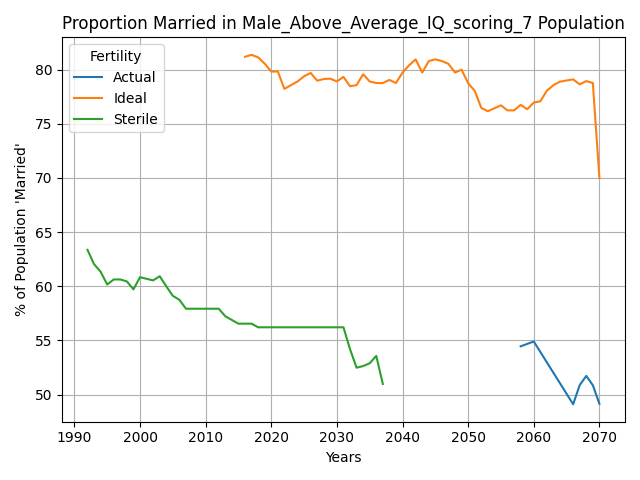 Proportion Married in Male_Above_Average_IQ_scoring_7 Population
Fertility
Actual
Ideal
Sterile
% of Population 'Married'
80
75
70
65
60
55
50
1990 2000 2010 2020 2030 2040 2050 2060 2070
Years